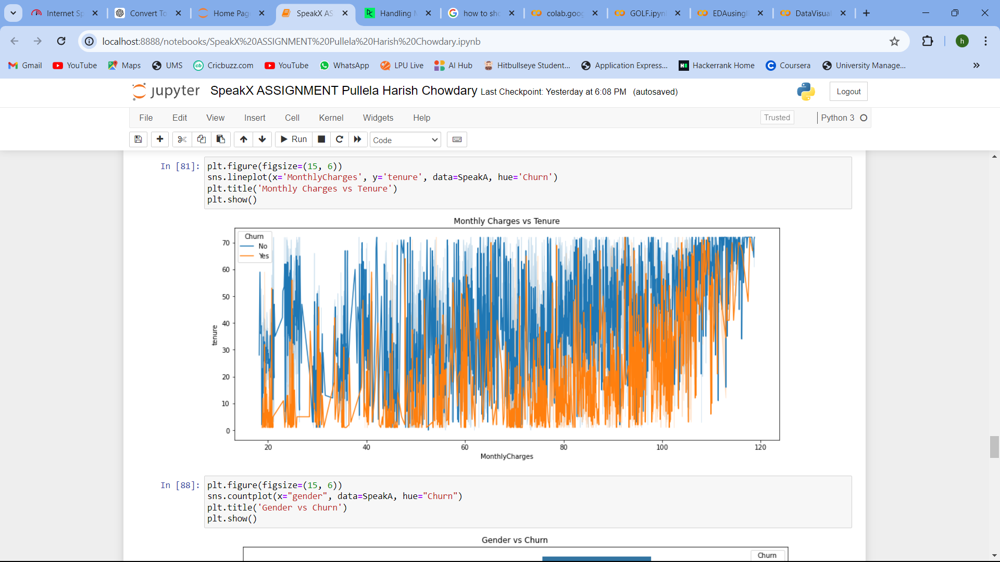 Internet Sp
Convert To
Home Pag
SpeakX AS
Handling M
how to sho
colab.goog
GOLF.ipyn
EDAusingl
DataVisual
localhost:8888/notebooks/SpeakX%20ASSIGNMENT%20Pullela%20Harish%20Chowdary.ipynb
h
Gmail
YouTube
Maps
UMS
Cricbuzz.com
YouTube
WhatsApp
LPU Live
AI Hub
Hitbullseye Student...
Application Express...
Hackerrank Home
Coursera
University Manage...
»
jupyter SpeakX ASSIGNMENT Pullela Harish Chowdary Last Checkpoint: Yesterday at 6:08 PM (autosaved)
Logout
File Edit View Insert Cell Kernel Widgets Help
Trusted
Python 3
Run
Code
In [81]:
plt.figure(figsize=(15, 6))
sns.lineplot(x='MonthlyCharges', y='tenure', data=SpeakA, hue='Churn')
plt.title('Monthly Charges vs Tenure')
plt.show()
Monthly Charges vs Tenure
Churn
No
Yes
70
60
50
40
30
20
10
0
tenure
20 40 60 80 100 120
MonthlyCharges
In [88]:
plt.figure(figsize=(15, 6))
sns.countplot(x="gender", data=SpeakA, hue="Churn")
plt.title('Gender vs Churn')
plt.show()
Gender vs Churn
Churn